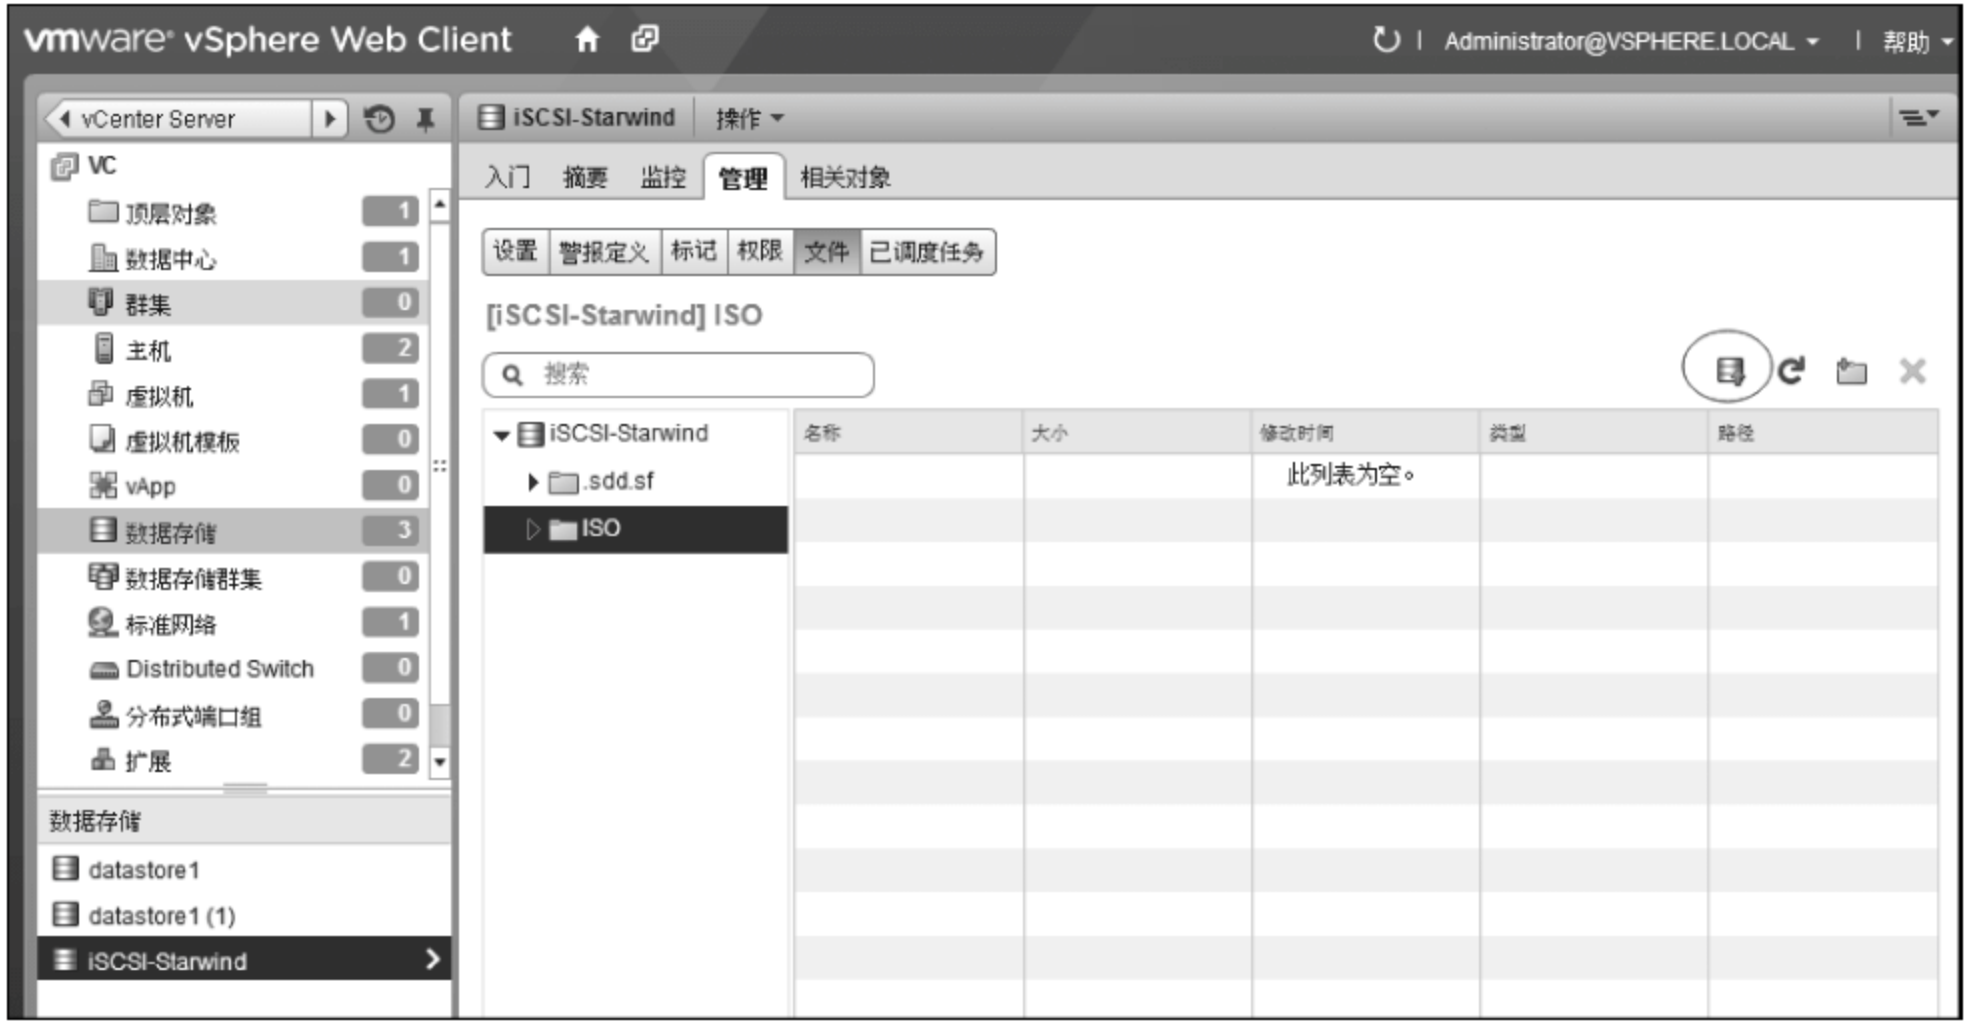 vmware® vSphere Web Client
Administrator@VSPHERE.LOCAL
帮助
vCenter Server
VC
顶层对象 1
数据中心 1
群集 0
主机 2
虚拟机 1
虚拟机模板 0
vApp 0
数据存储 3
数据存储群集 0
标准网络 1
Distributed Switch 0
分布式端口组 0
扩展 2
数据存储
datastore1
datastore1 (1)
iSCSI-Starwind
iSCSI-Starwind 操作
入门 摘要 监控 管理 相关对象
设置 警报定义 标记 权限 文件 已调度任务
[iSCSI-Starwind] ISO
搜索
iSCSI-Starwind
.sdd.sf
ISO
名称 大小 修改时间 类型 路径
此列表为空。